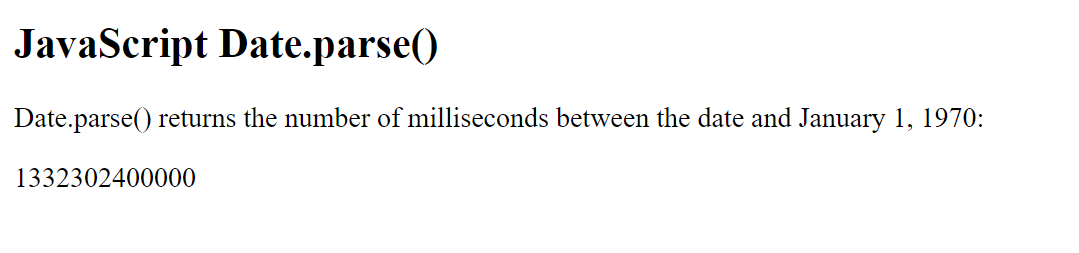 JavaScript Date.parse()
Date.parse() returns the number of milliseconds between the date and January 1, 1970:
1332302400000